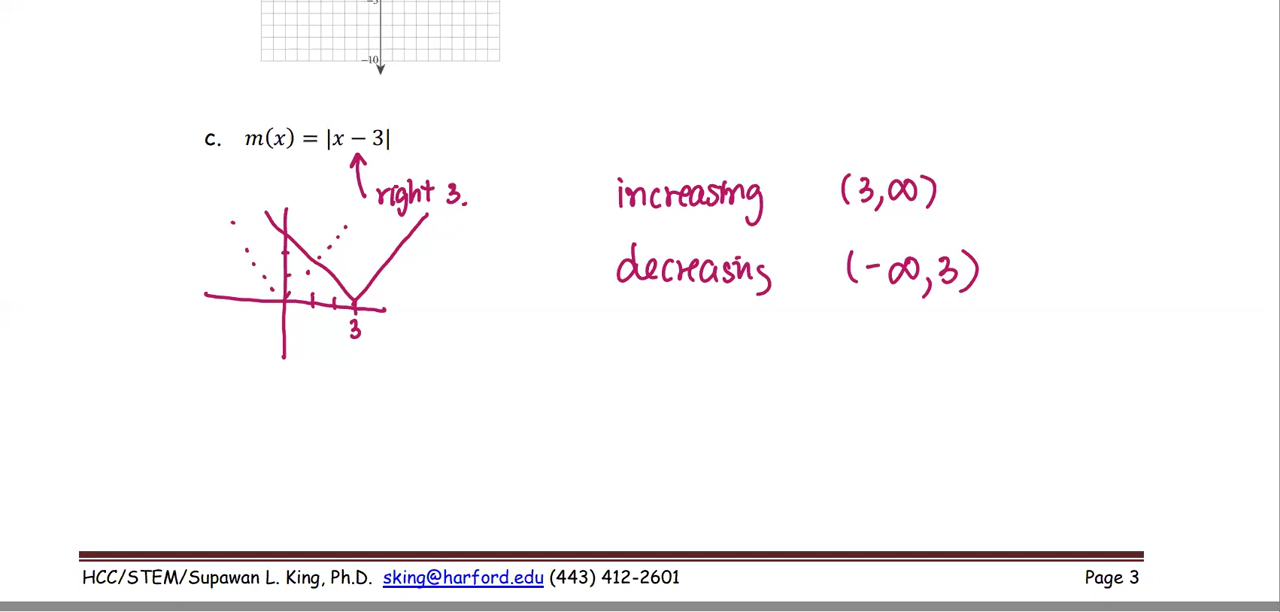 -10
c. m(x) = |x − 3|
right 3.
increasing (3,∞)
decreasing (-∞,3)
3
HCC/STEM/Supawan L. King, Ph.D. sking@harford.edu (443) 412-2601 Page 3